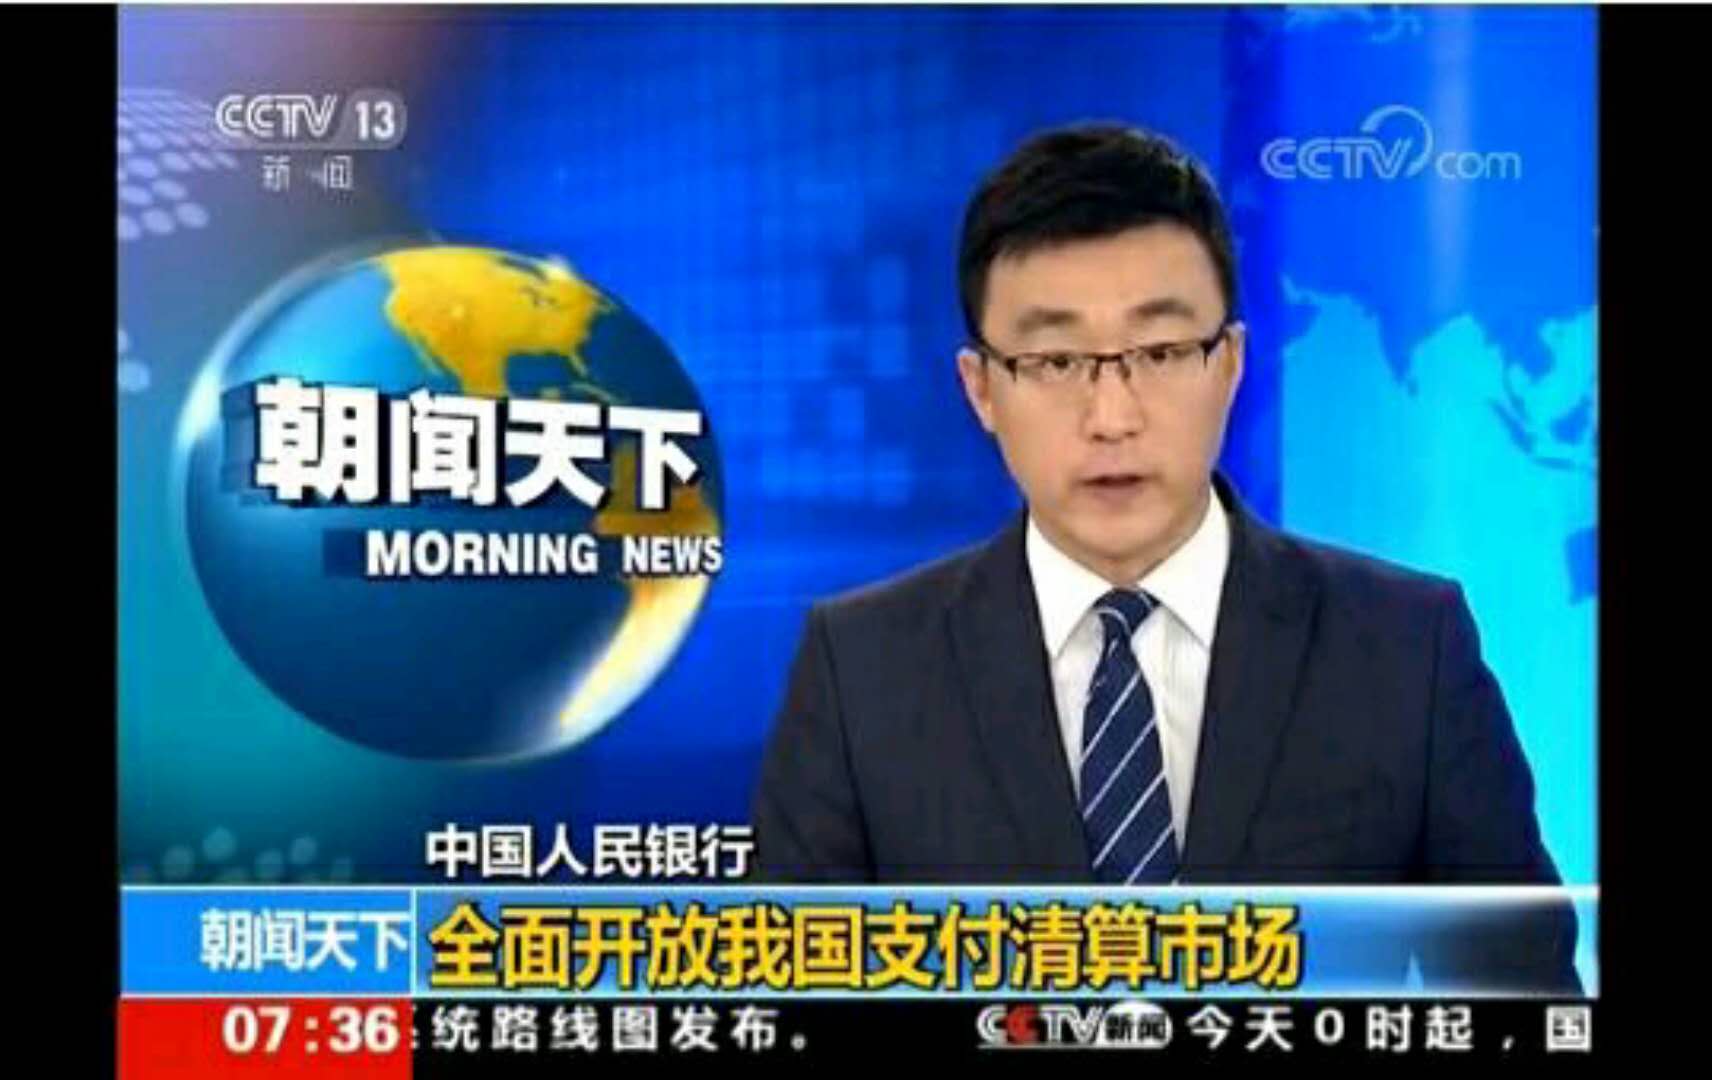 CCTV 13
新闻
CCTV.com
朝闻天下
MORNING NEWS
中国人民银行
朝闻天下
全面开放我国支付清算市场
07:36
统路线图发布。 CCTV新闻 今天0时起，国